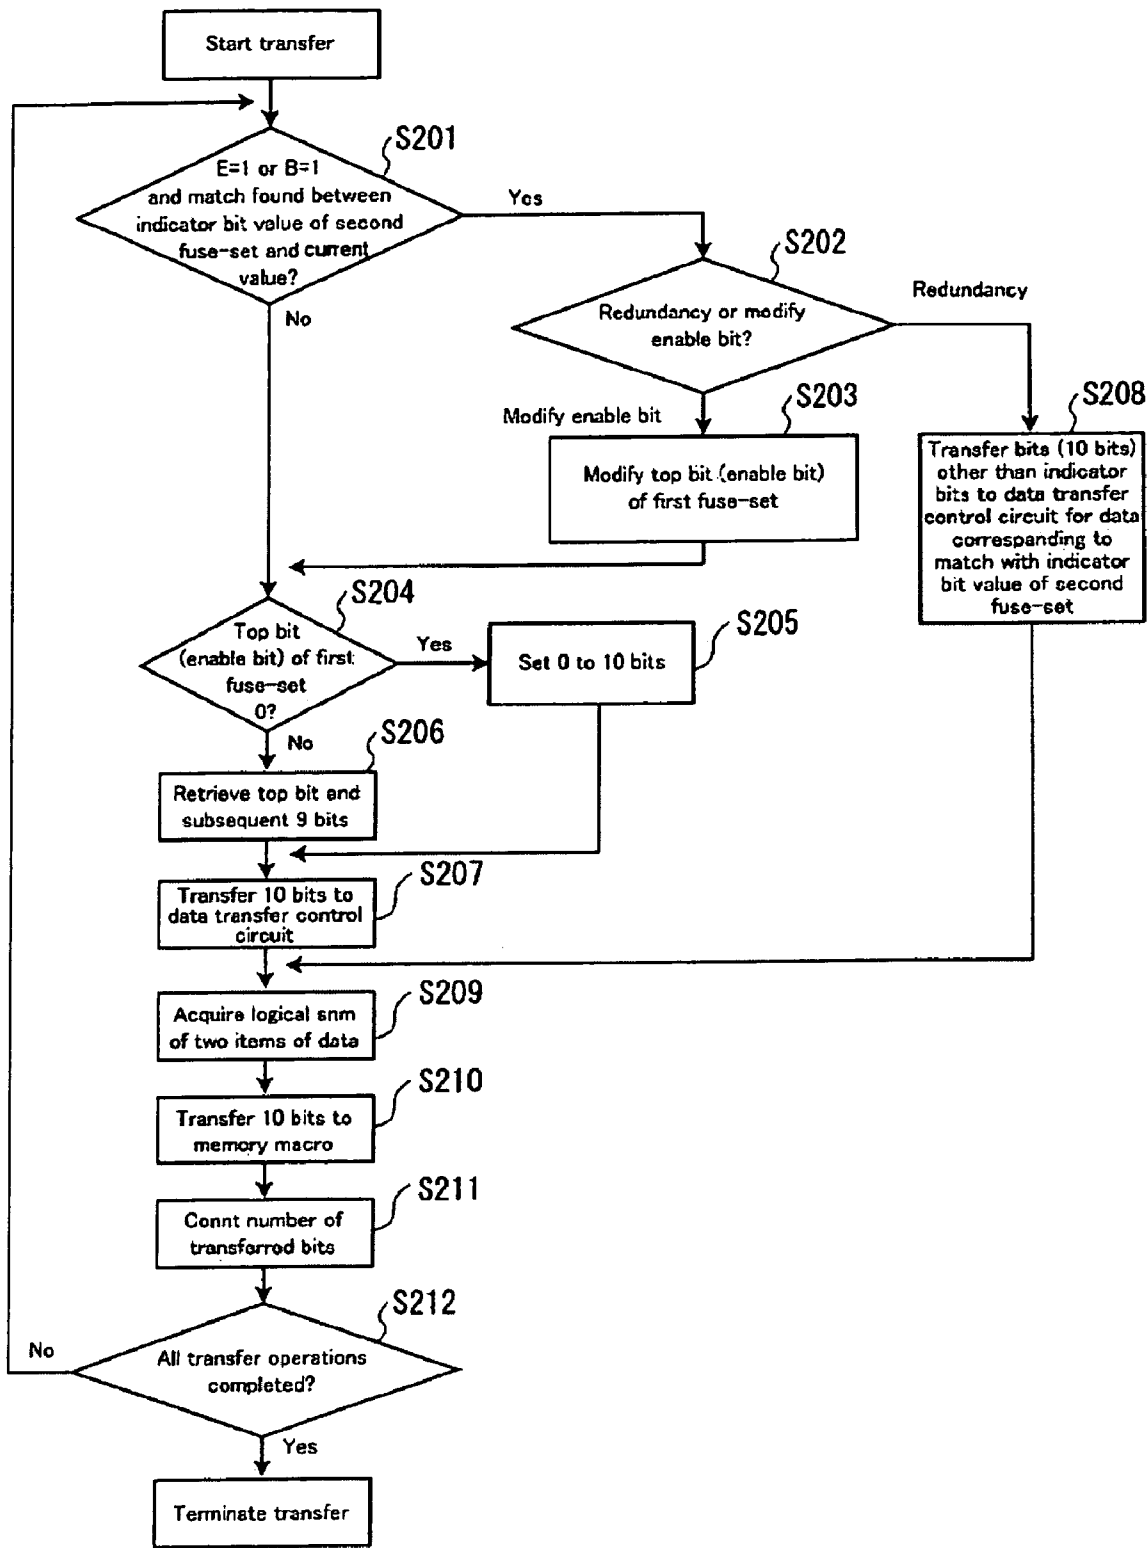 Start transfer
S201
E=1 or B=1
and match found between
indicator bit value of second
fuse-set and current
value?
Yes
No
S202
Redundancy or modify
enable bit?
Redundancy
Modify enable bit
S203
Modify top bit (enable bit)
of first fuse-set
S208
Transfer bits (10 bits)
other than indicator
bits to data transfer
control circuit for data
correspanding to
match with indicator
bit value of second
fuse-set
S204
Top bit
(enable bit) of first
fuse-set
0?
Yes
No
S205
Set 0 to 10 bits
S206
Retrieve top bit and
subsequent 9 bits
S207
Transfer 10 bits to
data transfer control
circuit
S209
Acquire logical snm
of two items of data
S210
Transfer 10 bits to
memory macro
S211
Connt number of
transferred bits
S212
All transfer operations
completed?
No
Yes
Terminate transfer